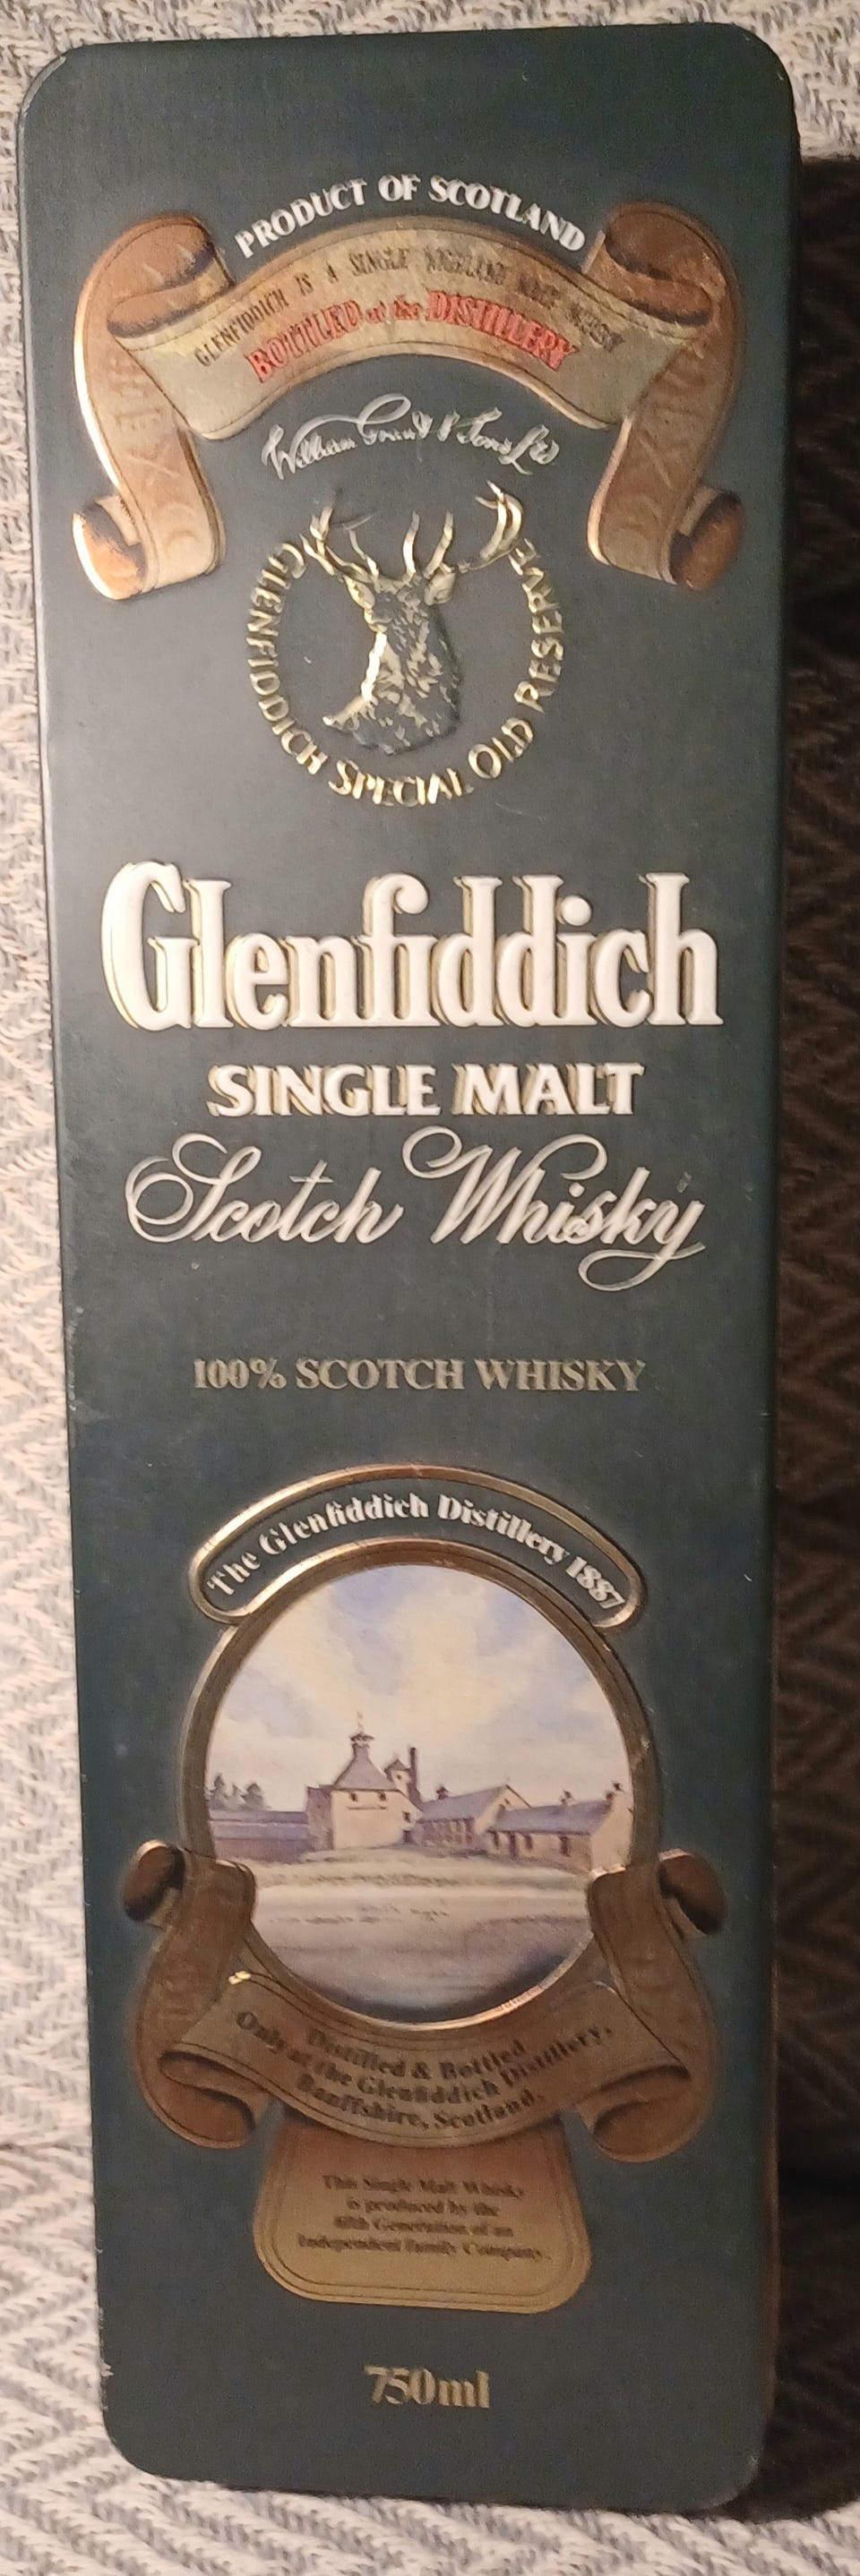 PRODUCT OF SCOTLAND
GLENFIDDICH IS A SINGLE HIGHLAND MALT WHISKY
BOTTLED at the DISTILLERY
William Grant & Sons Ltd
GLENFIDDICH SPECIAL OLD RESERVE
Glenfiddich
SINGLE MALT
Scotch Whisky
100% SCOTCH WHISKY
The Glenfiddich Distillery 1887
Distilled & Bottled
Only at the Glenfiddich Distillery,
Banffshire, Scotland.
This Single Malt Whisky
is produced by the
fifth Generation of an
Independent Family Company.
750ml